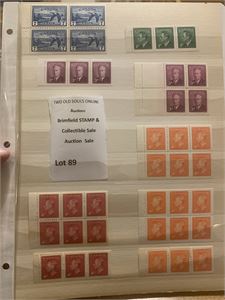 TWO OLD SOULS ONLINE
Auctions
Brimfield STAMP &
Collectible Sale
Auction Sale
Lot 89